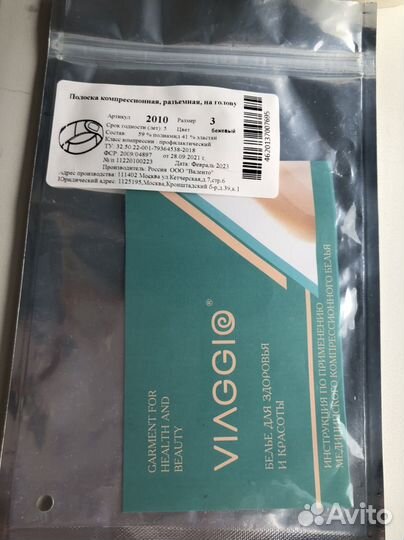 Полоска компрессионная, разъемная, на голову
Артикул 2010 Размер 3
Срок годности (лет): 5 Цвет бежевый
Состав 59 % полиамид 41 % эластан
Класс компрессии : профилактический
ТУ: 32.50.22-001-79364538-2018
ФСР: 2009/04897 от 28.09.2021 г.
№ п 11220100223 Дата: Февраль 2023
Производитель: Россия ООО "Валенто"
Адрес производства: 111402 Москва ул.Кетчерская,д.7,стр.6
Юридический адрес: 1125195,Москва,Кронштадский б-р,д.39,к.1
4620137007695
GARMENT FOR
HEALTH AND
BEAUTY
VIAGGIO®
БЕЛЬЕ ДЛЯ ЗДОРОВЬЯ
И КРАСОТЫ
ИНСТРУКЦИЯ ПО ПРИМЕНЕНИЮ
МЕДИЦИНСКОГО КОМПРЕССИОННОГО БЕЛЬЯ
Avito